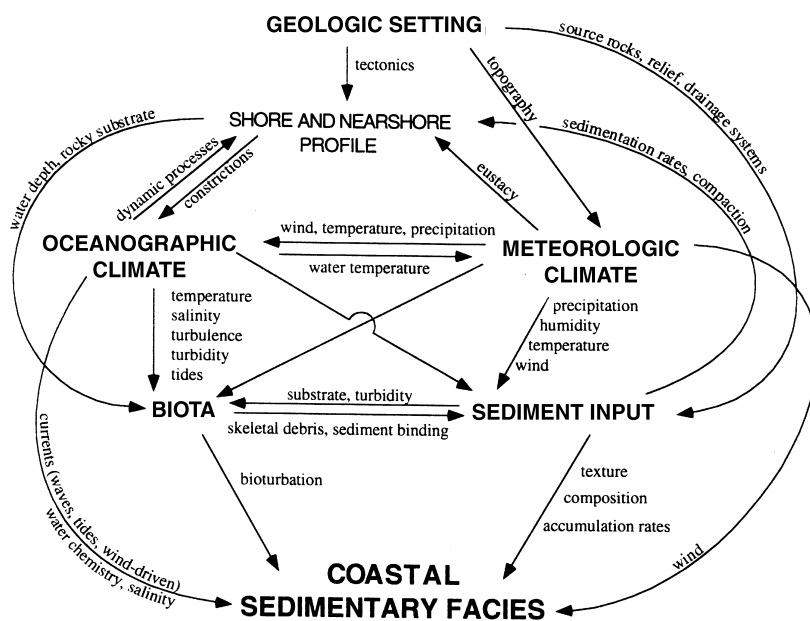 GEOLOGIC SETTING
source rocks, relief, drainage systems
tectonics
topography
water depth, rocky substrate
SHORE AND NEARSHORE
PROFILE
sedimentation rates, compaction
dynamic processes
constrictions
eustacy
OCEANOGRAPHIC
CLIMATE
wind, temperature, precipitation
water temperature
METEOROLOGIC
CLIMATE
temperature
salinity
turbulence
turbidity
tides
precipitation
humidity
temperature
wind
BIOTA
substrate, turbidity
skeletal debris, sediment binding
SEDIMENT INPUT
currents (waves, tides, wind-driven)
water chemistry, salinity
bioturbation
texture
composition
accumulation rates
wind
COASTAL
SEDIMENTARY FACIES